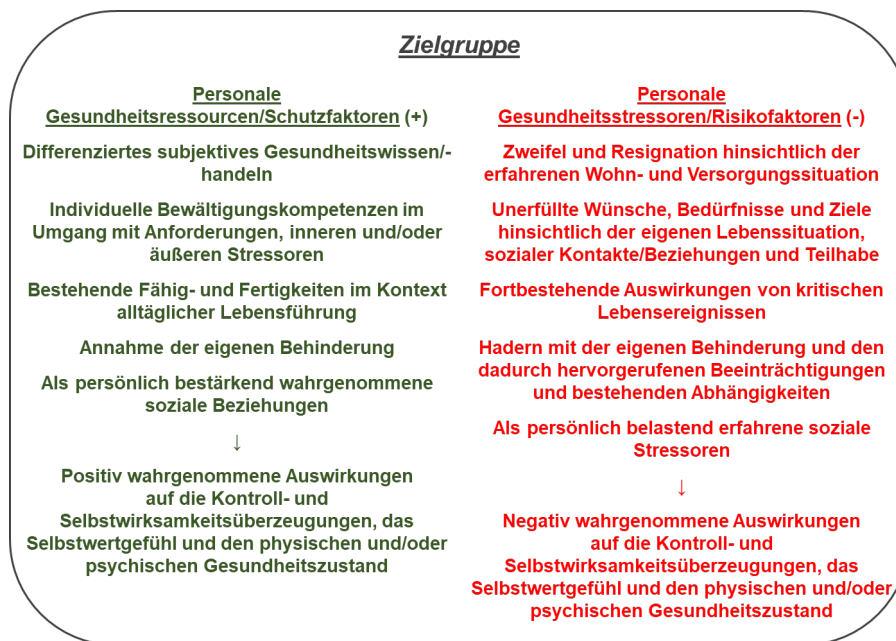 Zielgruppe
Personale
Gesundheitsressourcen/Schutzfaktoren (+)
Differenziertes subjektives Gesundheitswissen/-
handeln
Individuelle Bewältigungskompetenzen im
Umgang mit Anforderungen, inneren und/oder
äußeren Stressoren
Bestehende Fähig- und Fertigkeiten im Kontext
alltäglicher Lebensführung
Annahme der eigenen Behinderung
Als persönlich bestärkend wahrgenommene
soziale Beziehungen
↓
Positiv wahrgenommene Auswirkungen
auf die Kontroll- und
Selbstwirksamkeitsüberzeugungen, das
Selbstwertgefühl und den physischen und/oder
psychischen Gesundheitszustand
Personale
Gesundheitsstressoren/Risikofaktoren (-)
Zweifel und Resignation hinsichtlich der
erfahrenen Wohn- und Versorgungssituation
Unerfüllte Wünsche, Bedürfnisse und Ziele
hinsichtlich der eigenen Lebenssituation,
sozialer Kontakte/Beziehungen und Teilhabe
Fortbestehende Auswirkungen von kritischen
Lebensereignissen
Hadern mit der eigenen Behinderung und den
dadurch hervorgerufenen Beeinträchtigungen
und bestehenden Abhängigkeiten
Als persönlich belastend erfahrene soziale
Stressoren
↓
Negativ wahrgenommene Auswirkungen
auf die Kontroll- und
Selbstwirksamkeitsüberzeugungen, das
Selbstwertgefühl und den physischen und/oder
psychischen Gesundheitszustand